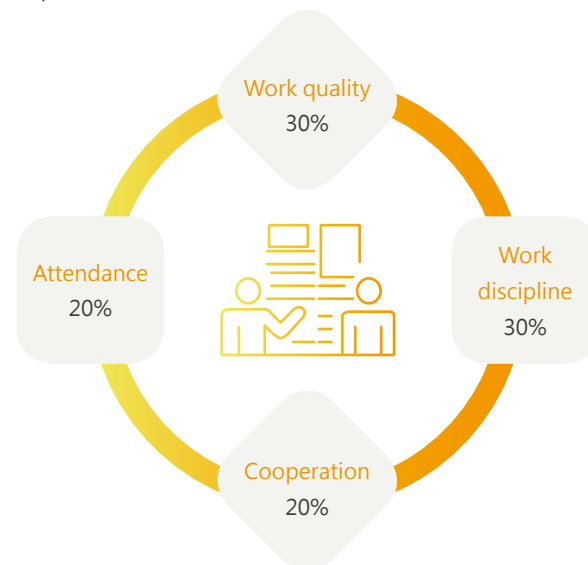 Work quality
30%
Attendance
20%
Work
discipline
30%
Cooperation
20%